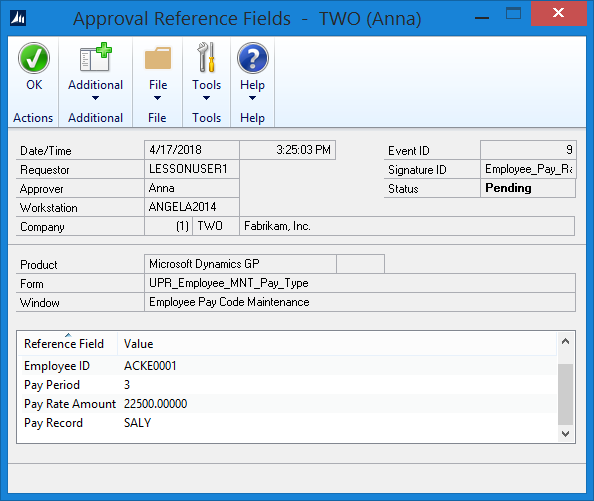 Approval Reference Fields - TWO (Anna)
OK Additional File Tools Help
Actions Additional File Tools Help
Date/Time 4/17/2018 3:25:03 PM Event ID 9
Requestor LESSONUSER1 Signature ID Employee_Pay_Ra
Approver Anna Status Pending
Workstation ANGELA2014
Company (1) TWO Fabrikam, Inc.
Product Microsoft Dynamics GP
Form UPR_Employee_MNT_Pay_Type
Window Employee Pay Code Maintenance
Reference Field Value
Employee ID ACKE0001
Pay Period 3
Pay Rate Amount 22500.00000
Pay Record SALY